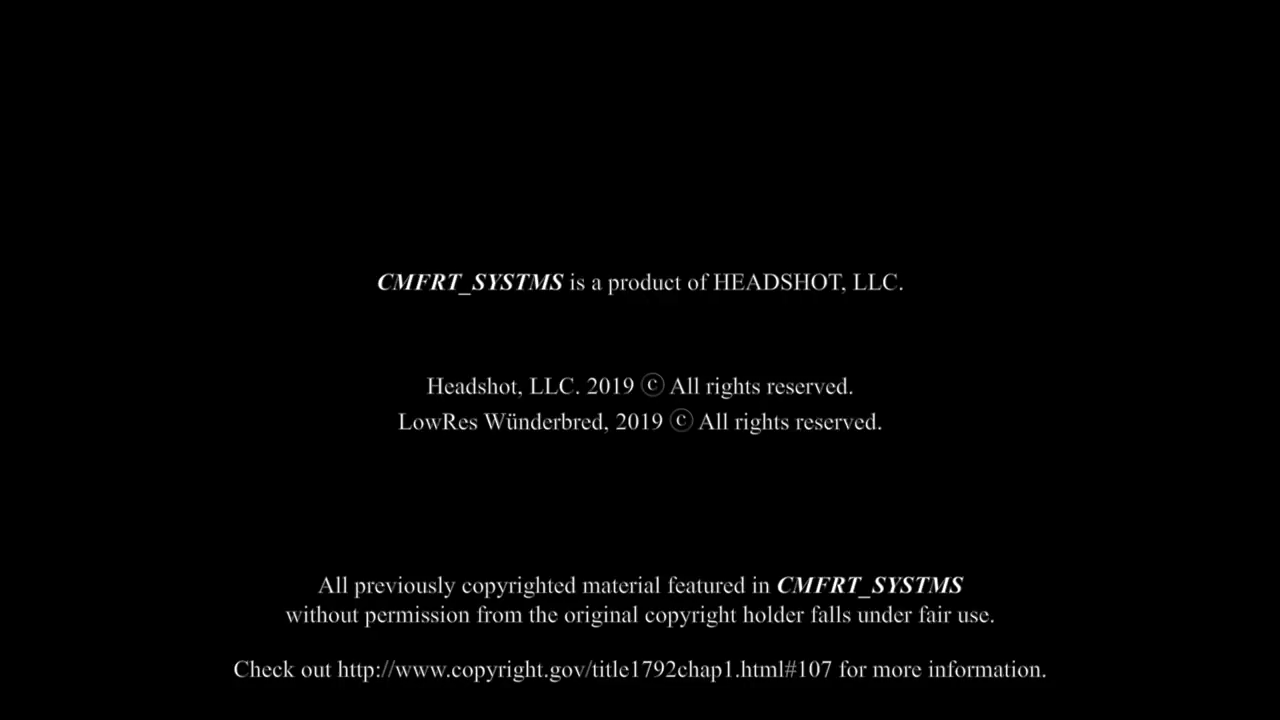 CMFRT_SYSTMS is a product of HEADSHOT, LLC.
Headshot, LLC. 2019 ⓒ All rights reserved.
LowRes Wünderbred, 2019 ⓒ All rights reserved.
All previously copyrighted material featured in CMFRT_SYSTMS
without permission from the original copyright holder falls under fair use.
Check out http://www.copyright.gov/title1792chap1.html#107 for more information.